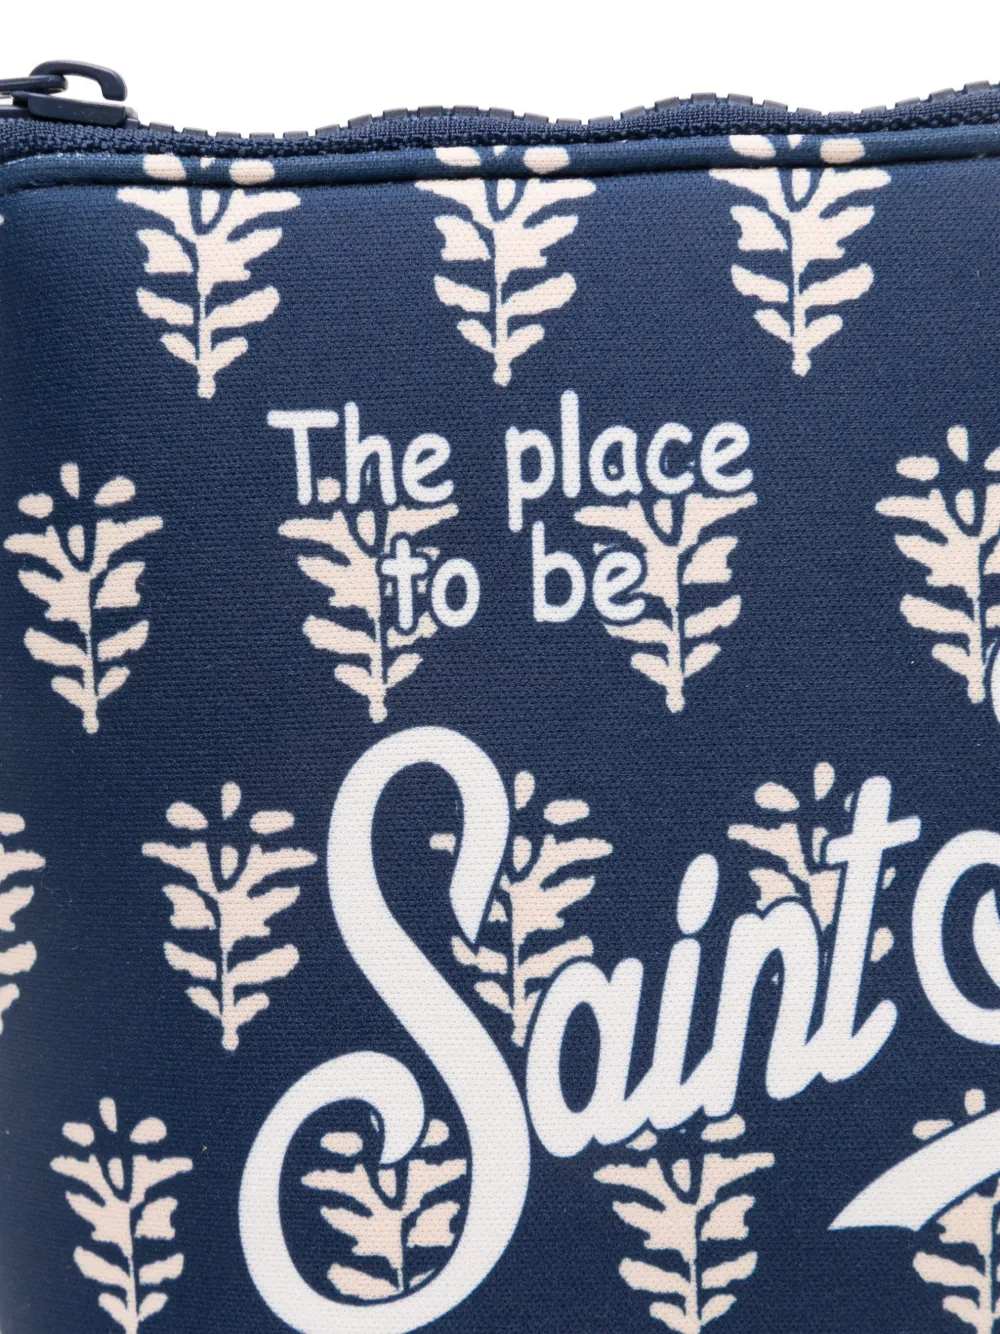 The place
to be
Saint